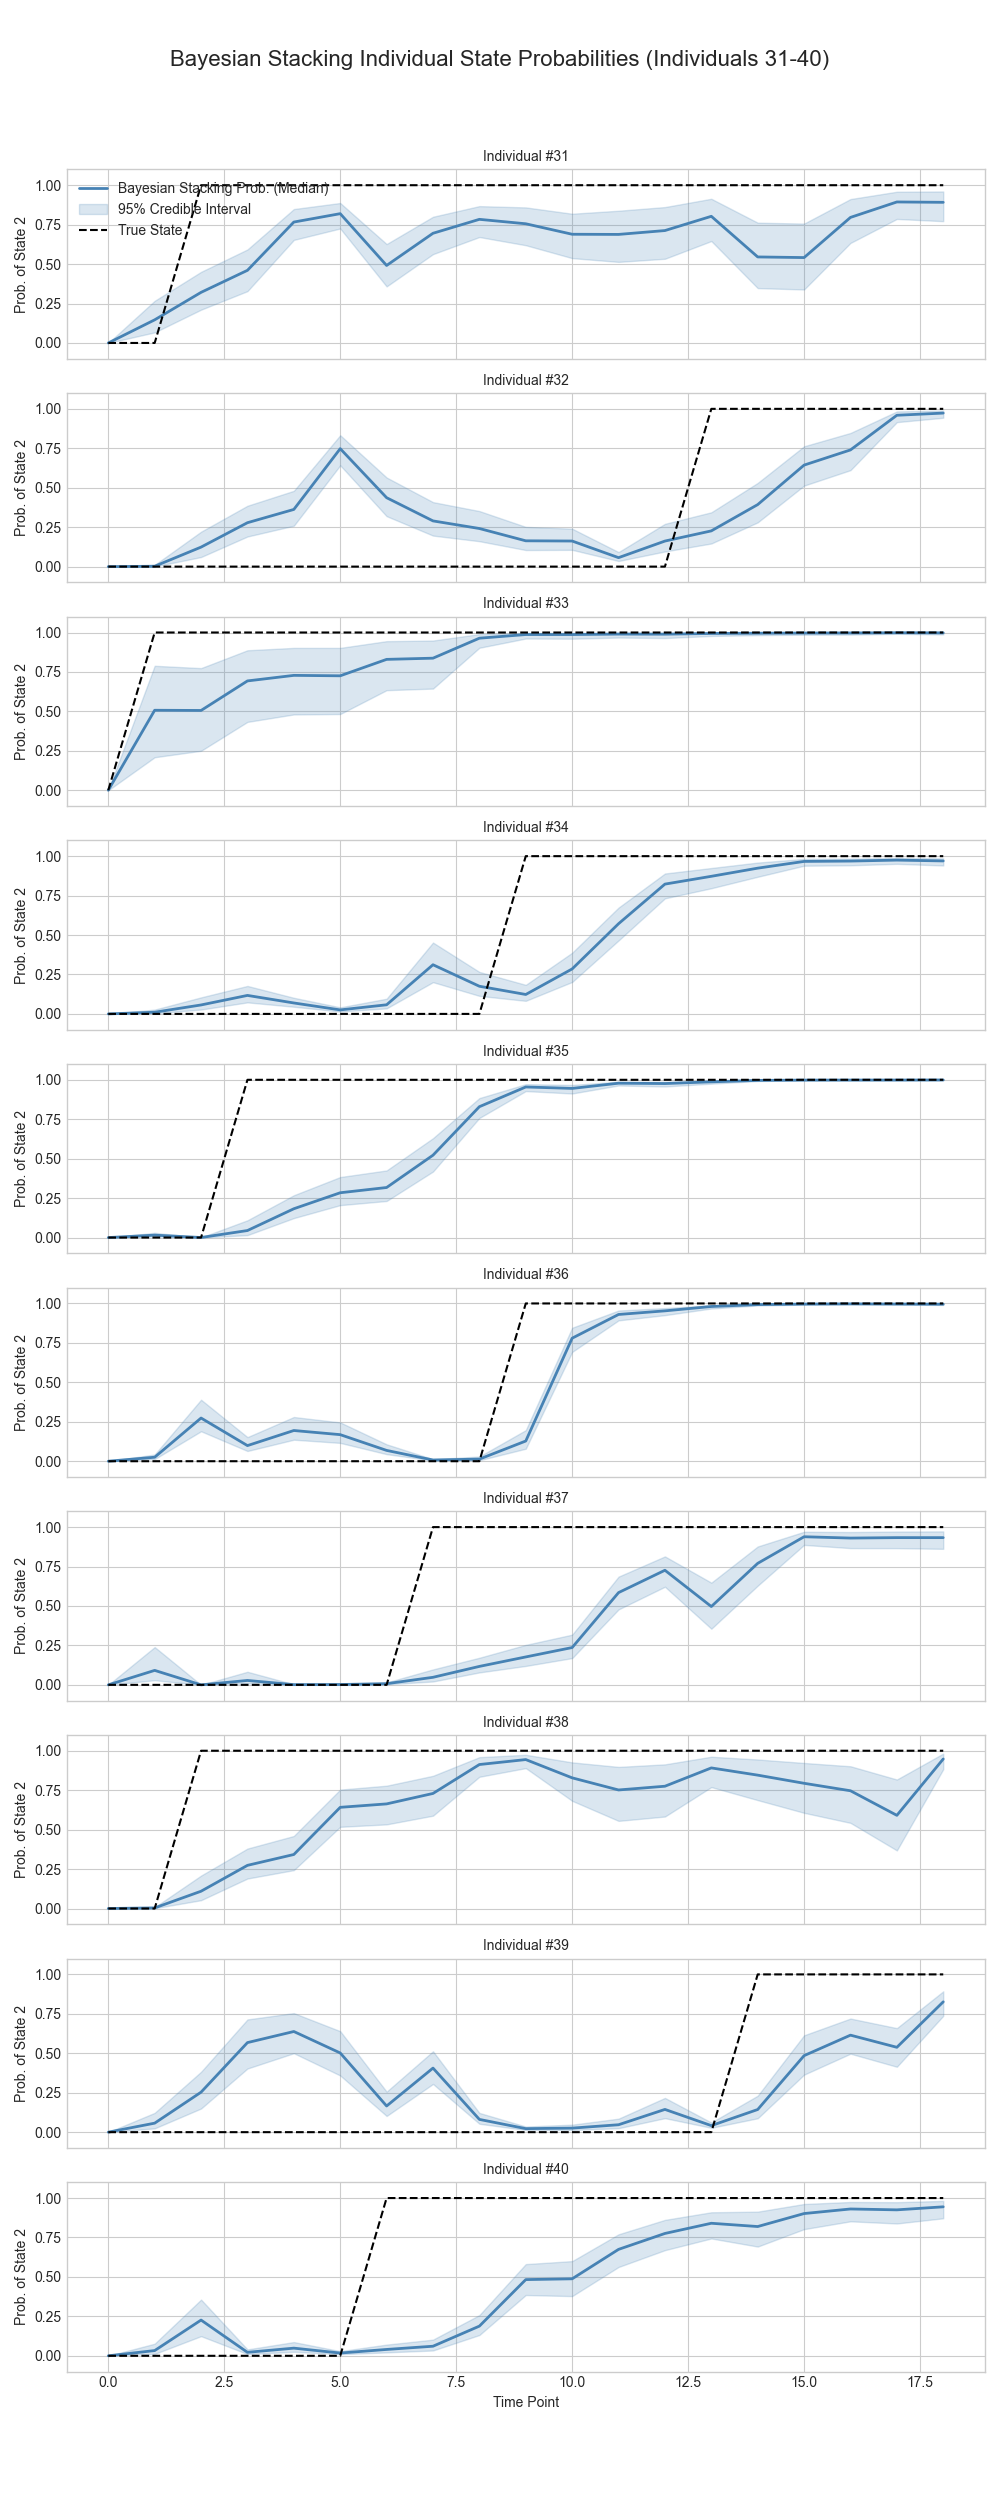 Bayesian Stacking Individual State Probabilities (Individuals 31-40)
Individual #31
Bayesian Stacking Prob. (Median)
95% Credible Interval
True State
Prob. of State 2
1.00
0.75
0.50
0.25
0.00
Individual #32
Prob. of State 2
1.00
0.75
0.50
0.25
0.00
Individual #33
Prob. of State 2
1.00
0.75
0.50
0.25
0.00
Individual #34
Prob. of State 2
1.00
0.75
0.50
0.25
0.00
Individual #35
Prob. of State 2
1.00
0.75
0.50
0.25
0.00
Individual #36
Prob. of State 2
1.00
0.75
0.50
0.25
0.00
Individual #37
Prob. of State 2
1.00
0.75
0.50
0.25
0.00
Individual #38
Prob. of State 2
1.00
0.75
0.50
0.25
0.00
Individual #39
Prob. of State 2
1.00
0.75
0.50
0.25
0.00
Individual #40
Prob. of State 2
1.00
0.75
0.50
0.25
0.00
0.0 2.5 5.0 7.5 10.0 12.5 15.0 17.5
Time Point